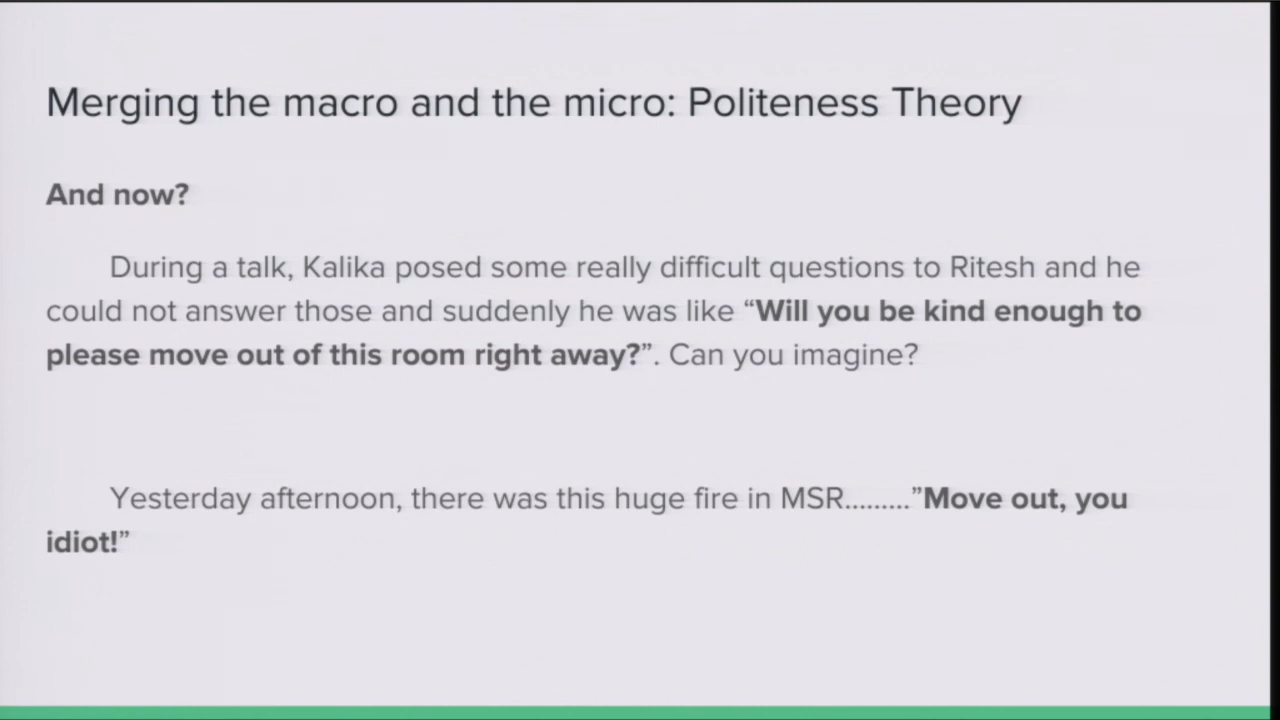 Merging the macro and the micro: Politeness Theory
And now?
During a talk, Kalika posed some really difficult questions to Ritesh and he
could not answer those and suddenly he was like “Will you be kind enough to
please move out of this room right away?”. Can you imagine?
Yesterday afternoon, there was this huge fire in MSR.........”Move out, you
idiot!”